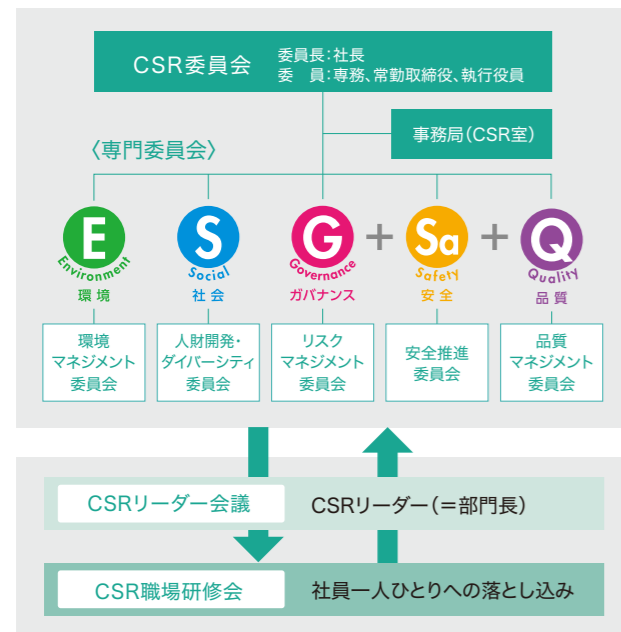 CSR委員会
委員長：社長
委　員：専務、常勤取締役、執行役員
事務局（CSR室）
〈専門委員会〉
E
Environment
環境
S
Social
社会
G
Governance
ガバナンス
+
Sa
Safety
安全
+
Q
Quality
品質
環境
マネジメント
委員会
人財開発・
ダイバーシティ
委員会
リスク
マネジメント
委員会
安全推進
委員会
品質
マネジメント
委員会
CSRリーダー会議
CSRリーダー（＝部門長）
CSR職場研修会
社員一人ひとりへの落とし込み